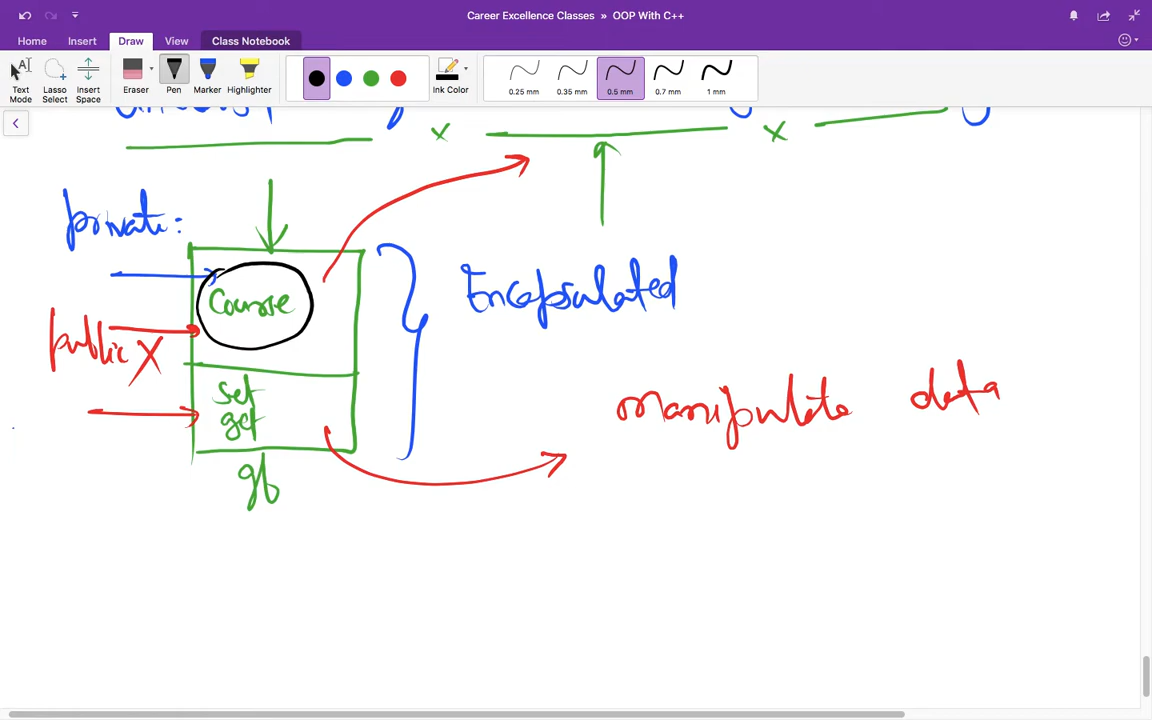 Career Excellence Classes » OOP With C++
Home Insert Draw View Class Notebook
Text Mode Lasso Select Insert Space Eraser Pen Marker Highlighter Ink Color 0.25 mm 0.35 mm 0.5 mm 0.7 mm 1 mm
private:
Course
Encapsulated
public X
set
get
manipulate data
gb